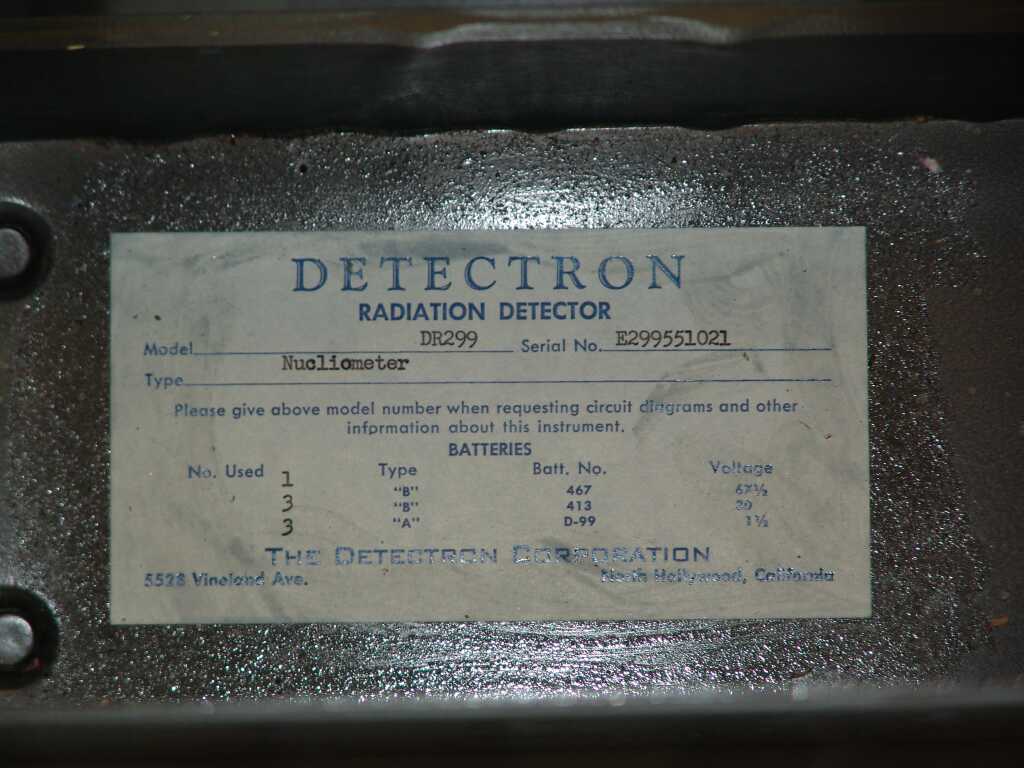 DETECTRON
RADIATION DETECTOR
Model DR299 Serial No. E299551021
Type Nucliometer
Please give above model number when requesting circuit diagrams and other
information about this instrument.
BATTERIES
No. Used Type Batt. No. Voltage
1 "B" 467 67½
3 "B" 413 30
3 "A" D-99 1½
THE DETECTRON CORPORATION
5528 Vineland Ave. North Hollywood, California